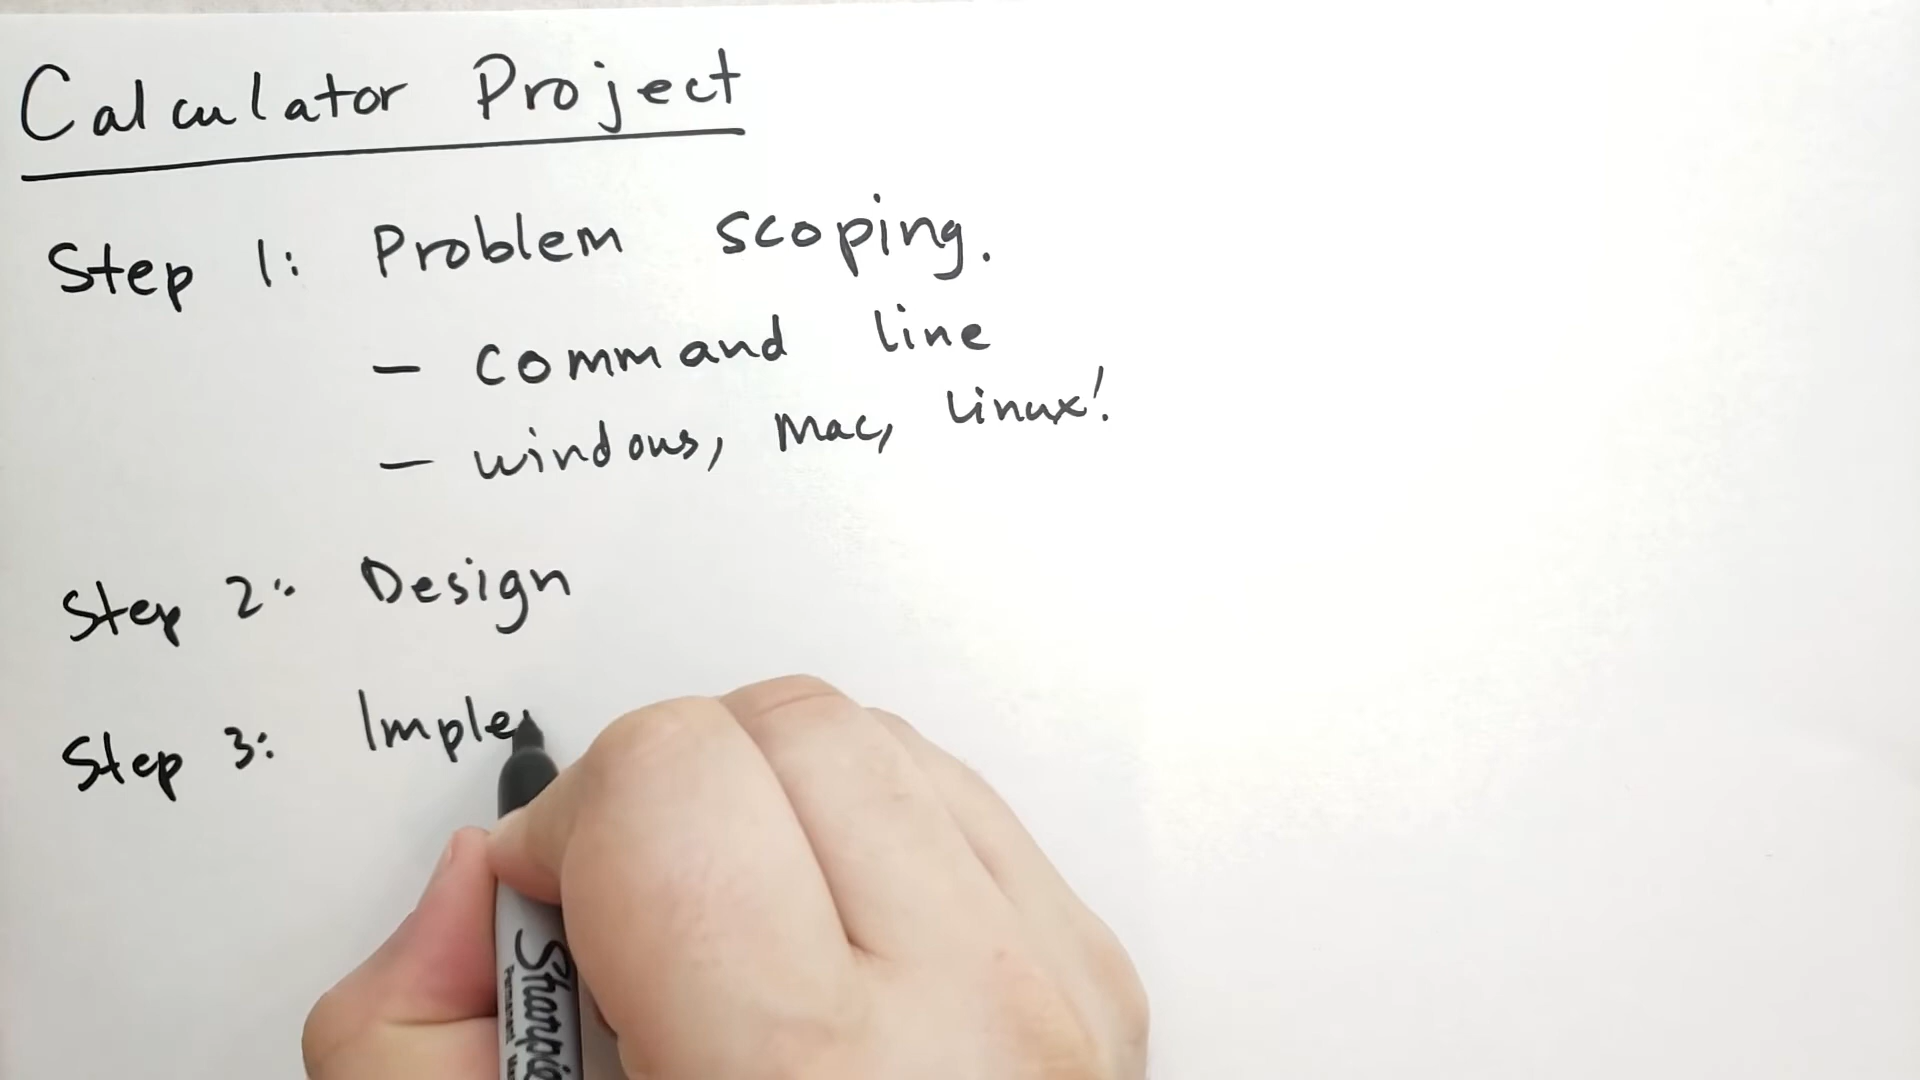 Calculator Project
Step 1: Problem scoping.
- command line
- windows, Mac, Linux!
Step 2: Design
Step 3: Imple
Sharpie